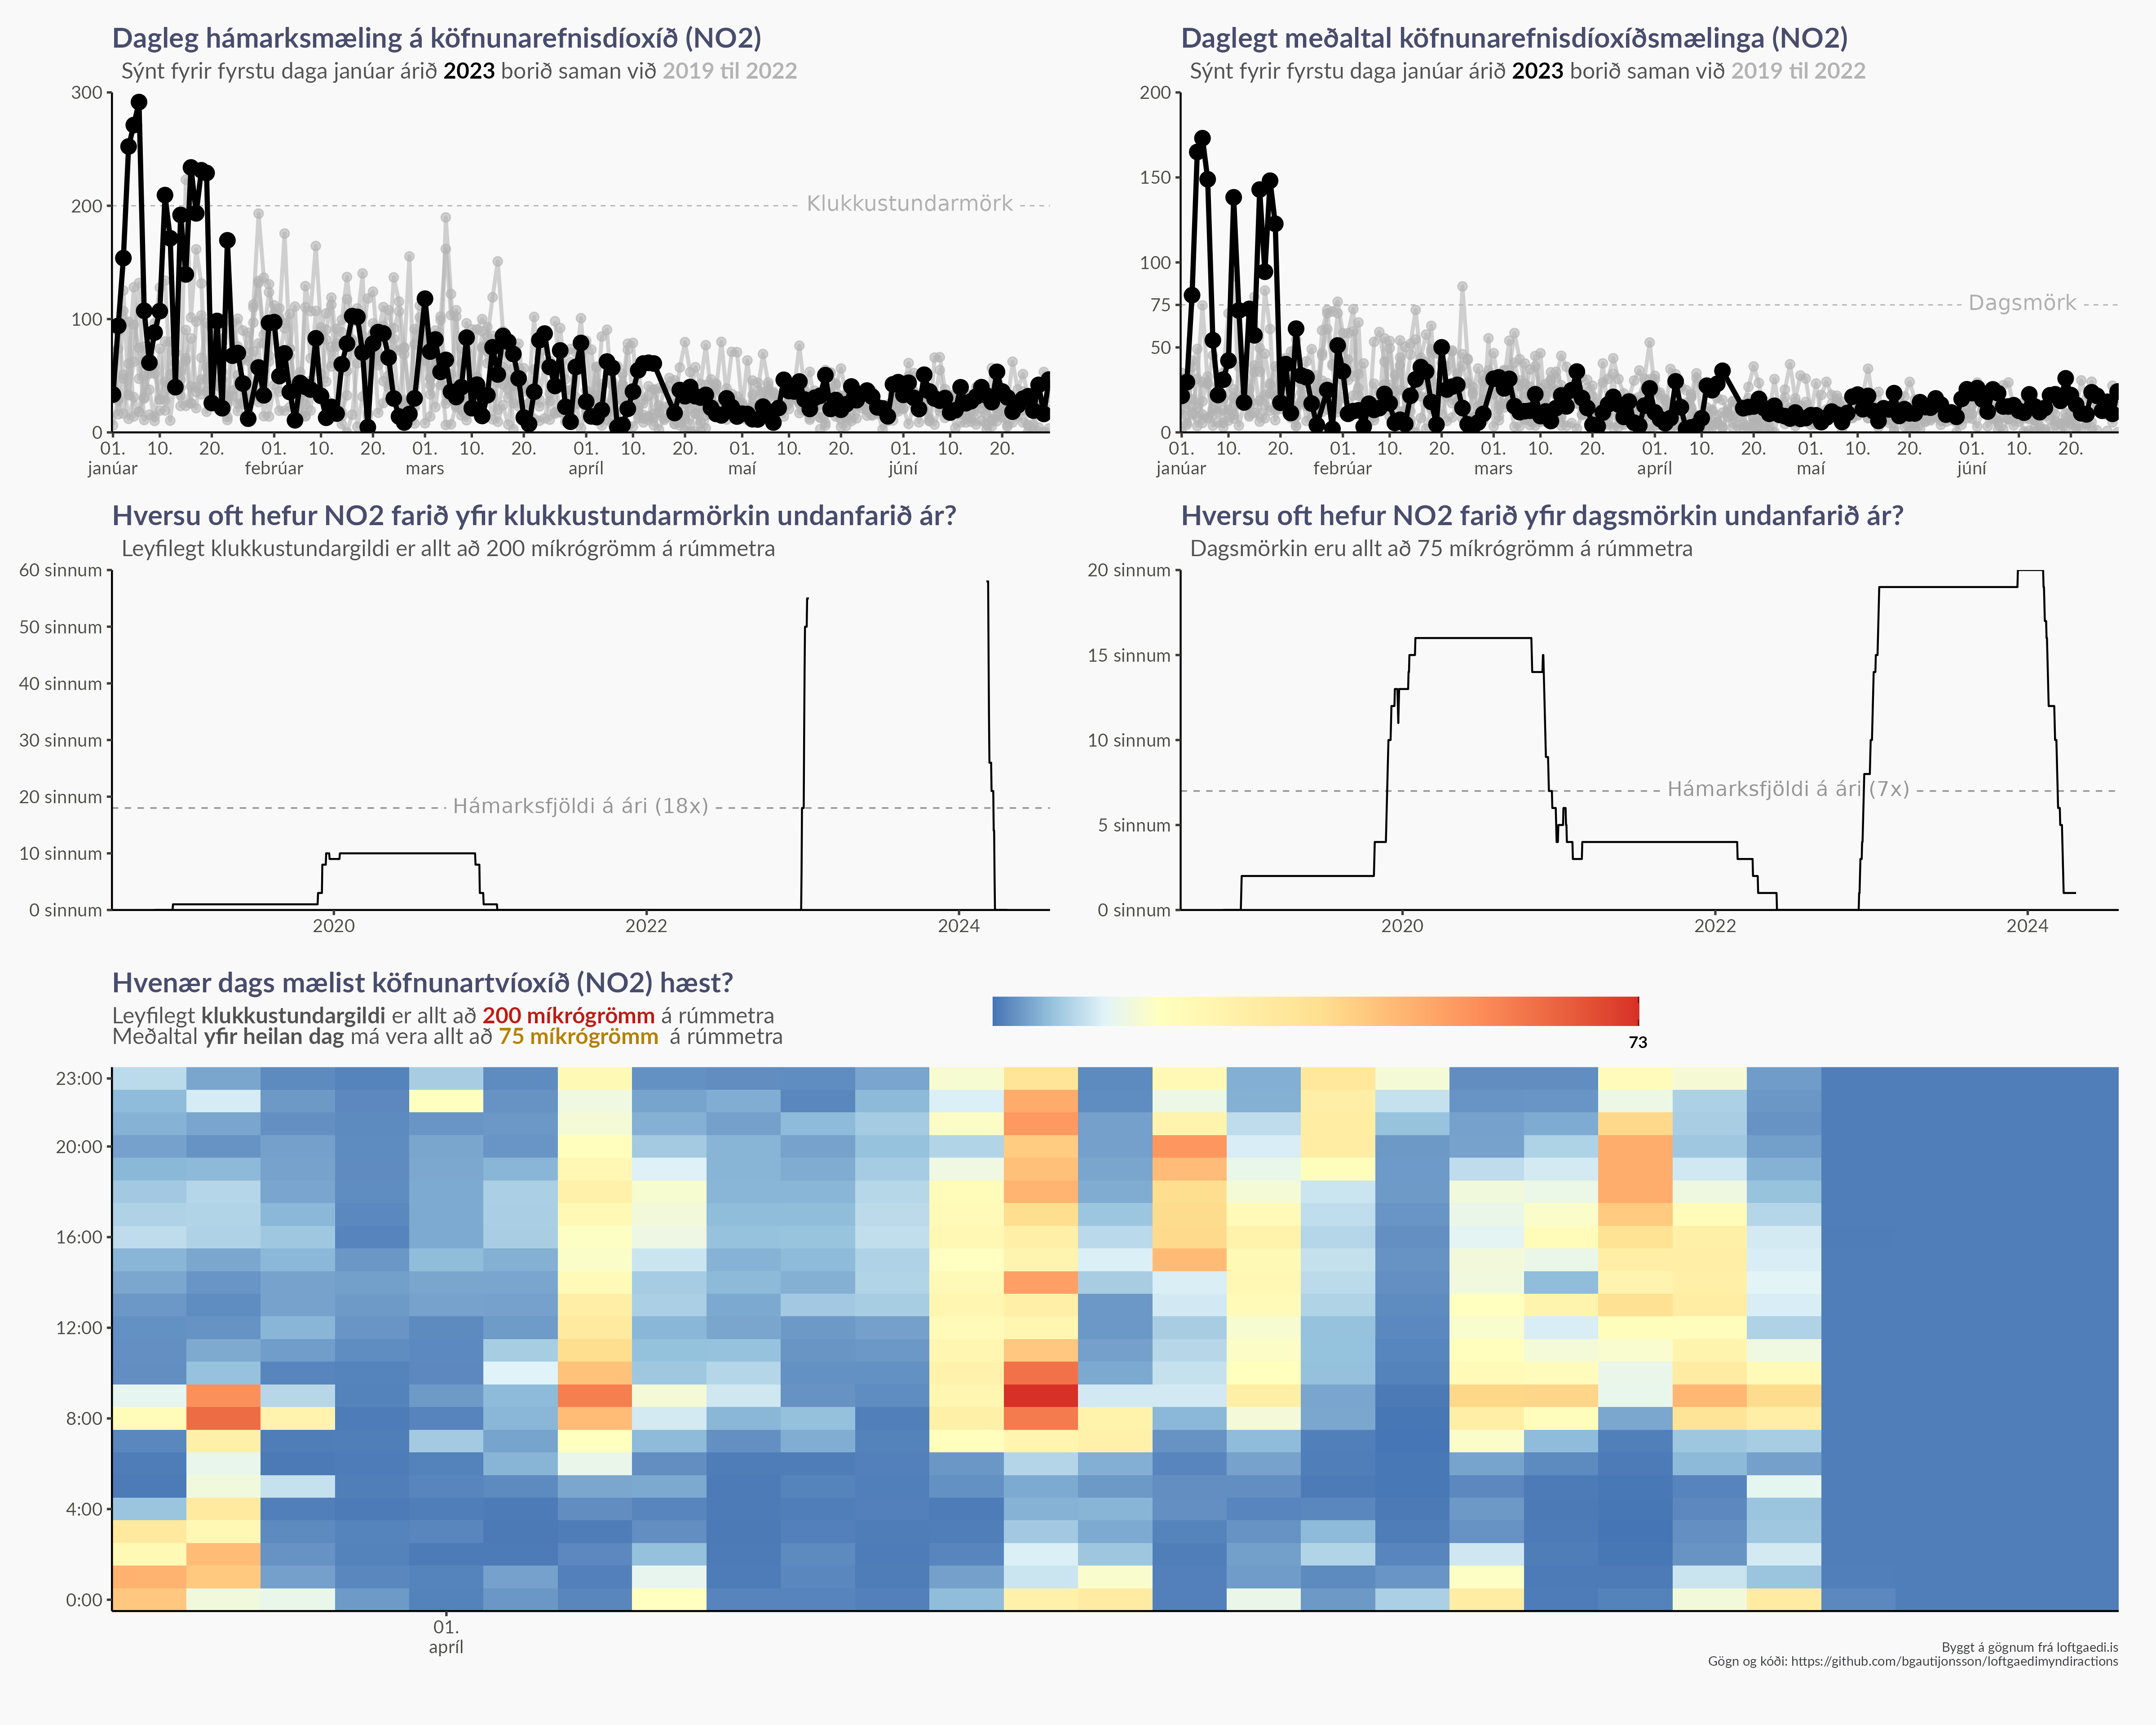 Dagleg hámarksmæling á köfnunarefnisdíoxíð (NO2)
Sýnt fyrir fyrstu daga janúar árið 2023 borið saman við 2019 til 2022
300
200
100
0
Klukkustundarmörk
01. 10. 20. 01. 10. 20. 01. 10. 20. 01. 10. 20. 01. 10. 20. 01. 10. 20.
janúar febrúar mars apríl maí júní
Daglegt meðaltal köfnunarefnisdíoxíðsmælinga (NO2)
Sýnt fyrir fyrstu daga janúar árið 2023 borið saman við 2019 til 2022
200
150
100
75
50
0
Dagsmörk
01. 10. 20. 01. 10. 20. 01. 10. 20. 01. 10. 20. 01. 10. 20. 01. 10. 20.
janúar febrúar mars apríl maí júní
Hversu oft hefur NO2 farið yfir klukkustundarmörkin undanfarið ár?
Leyfilegt klukkustundargildi er allt að 200 míkrógrömm á rúmmetra
60 sinnum
50 sinnum
40 sinnum
30 sinnum
20 sinnum
10 sinnum
0 sinnum
Hámarksfjöldi á ári (18x)
2020 2022 2024
Hversu oft hefur NO2 farið yfir dagsmörkin undanfarið ár?
Dagsmörkin eru allt að 75 míkrógrömm á rúmmetra
20 sinnum
15 sinnum
10 sinnum
5 sinnum
0 sinnum
Hámarksfjöldi á ári (7x)
2020 2022 2024
Hvenær dags mælist köfnunartvíoxíð (NO2) hæst?
Leyfilegt klukkustundargildi er allt að 200 míkrógrömm á rúmmetra
Meðaltal yfir heilan dag má vera allt að 75 míkrógrömm á rúmmetra
73
23:00
20:00
16:00
12:00
8:00
4:00
0:00
01.
apríl
Byggt á gögnum frá loftgaedi.is
Gögn og kóði: https://github.com/bgautijonsson/loftgaedimyndiractions